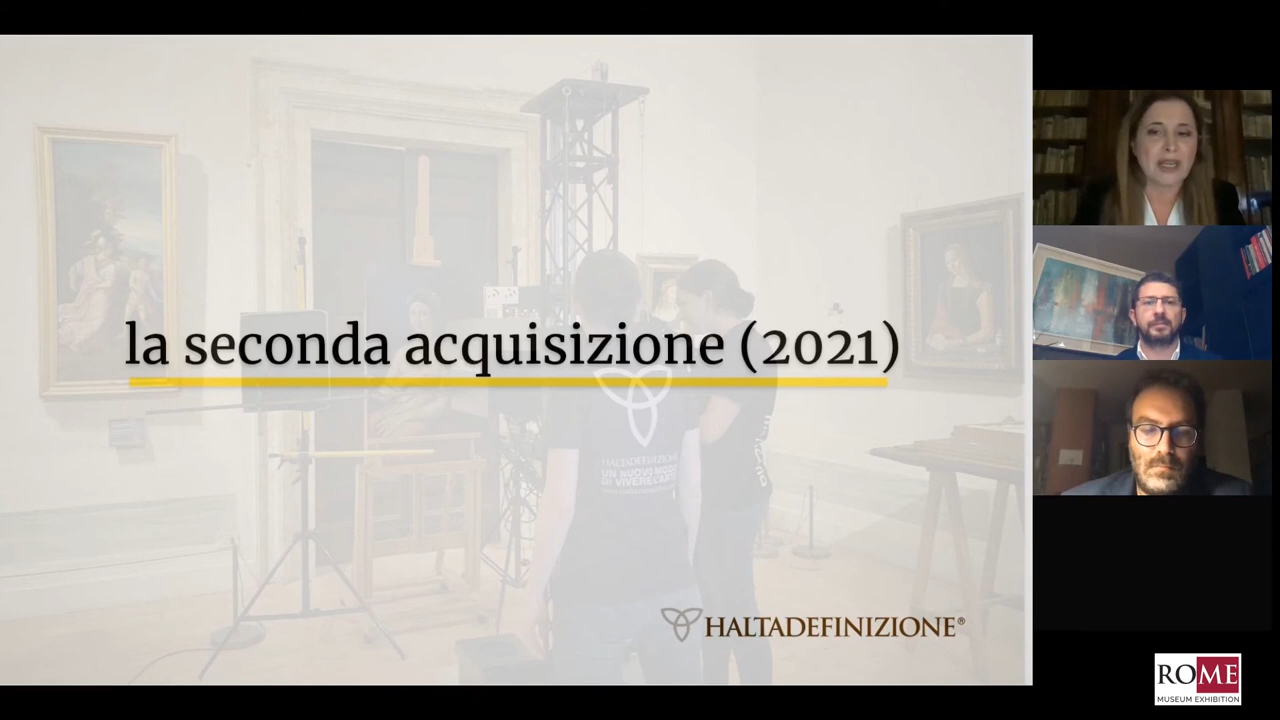 la seconda acquisizione (2021)
HALTADEFINIZIONE
UN NUOVO MODO
DI VIVERE L'ARTE
HALTADEFINIZIONE®
ROME
MUSEUM EXHIBITION